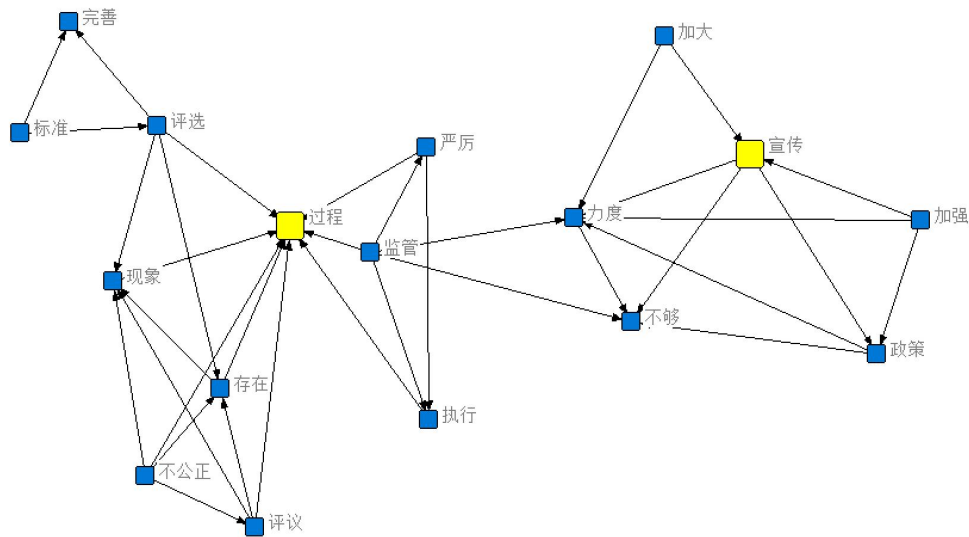 完善
加大
标准
评选
严厉
宣传
过程
力度
加强
监管
现象
不够
政策
存在
执行
不公正
评议